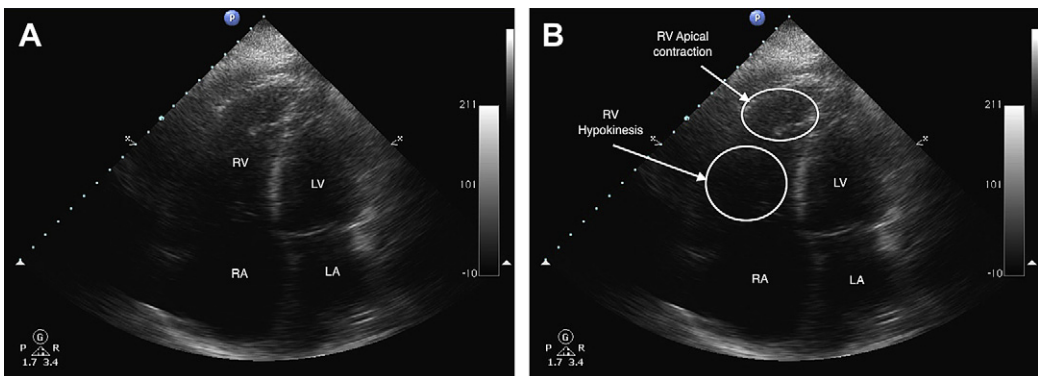 A
P
RV
LV
RA
LA
211
101
-10
G
P R
1.7 3.4
B
P
RV Apical
contraction
RV
Hypokinesis
LV
RA
LA
211
101
-10
G
P R
1.7 3.4